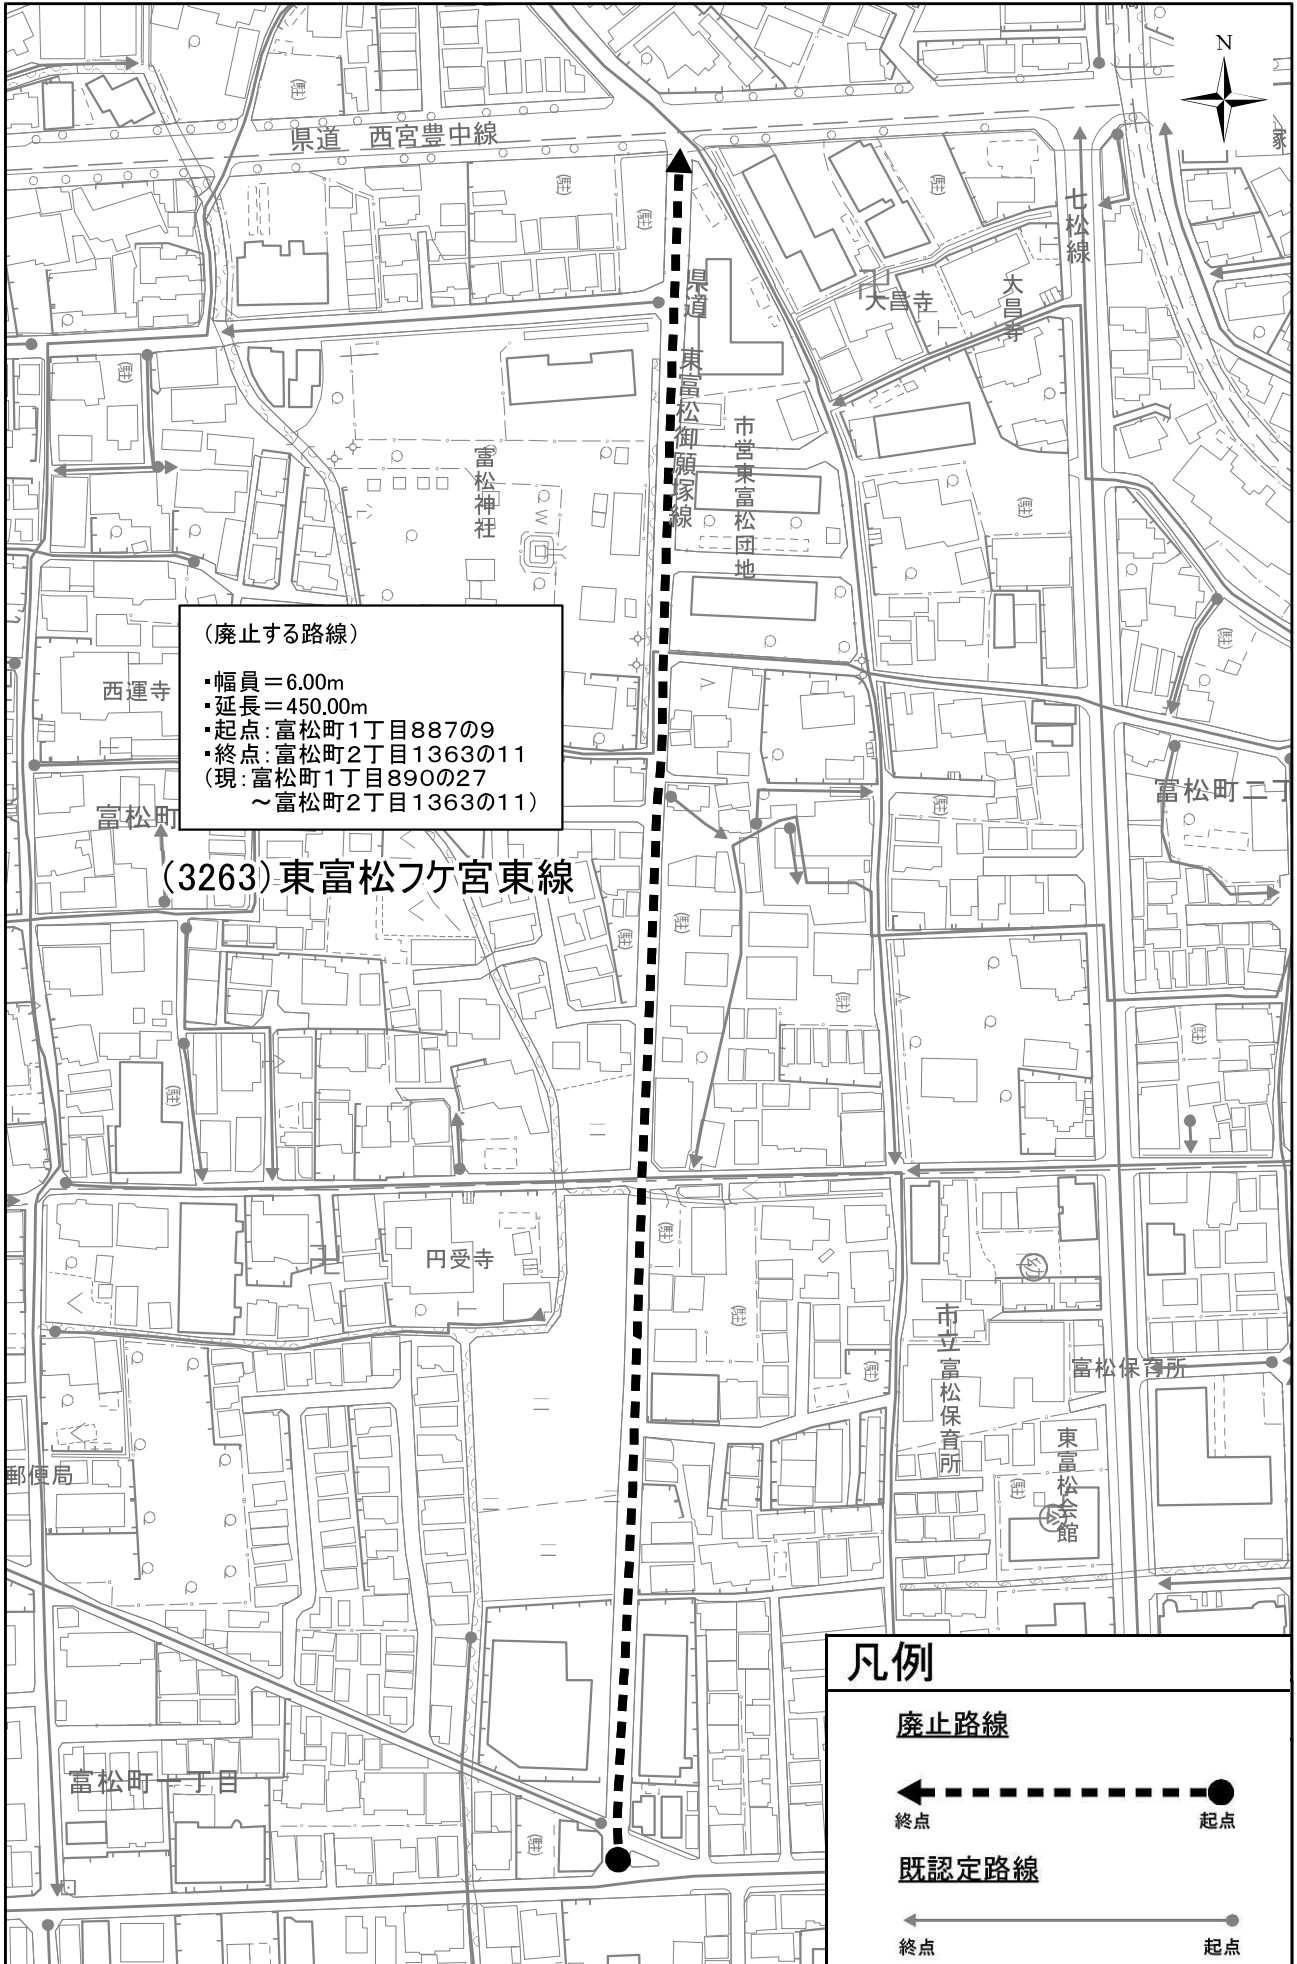 N
県道 西宮豊中線
七松線
塚
県道 東富松御願塚線
大昌寺
大昌寺
市営東富松団地
富松神社
(廃止する路線)
・幅員＝6.00m
・延長＝450.00m
・起点：富松町1丁目887の9
・終点：富松町2丁目1363の11
(現：富松町1丁目890の27
～富松町2丁目1363の11)
西運寺
富松町
富松町二丁
(3263)東富松フケ宮東線
円受寺
市立富松保育所
富松保育所
東富松会館
郵便局
富松町一丁目
凡例
廃止路線
終点 起点
既認定路線
終点 起点